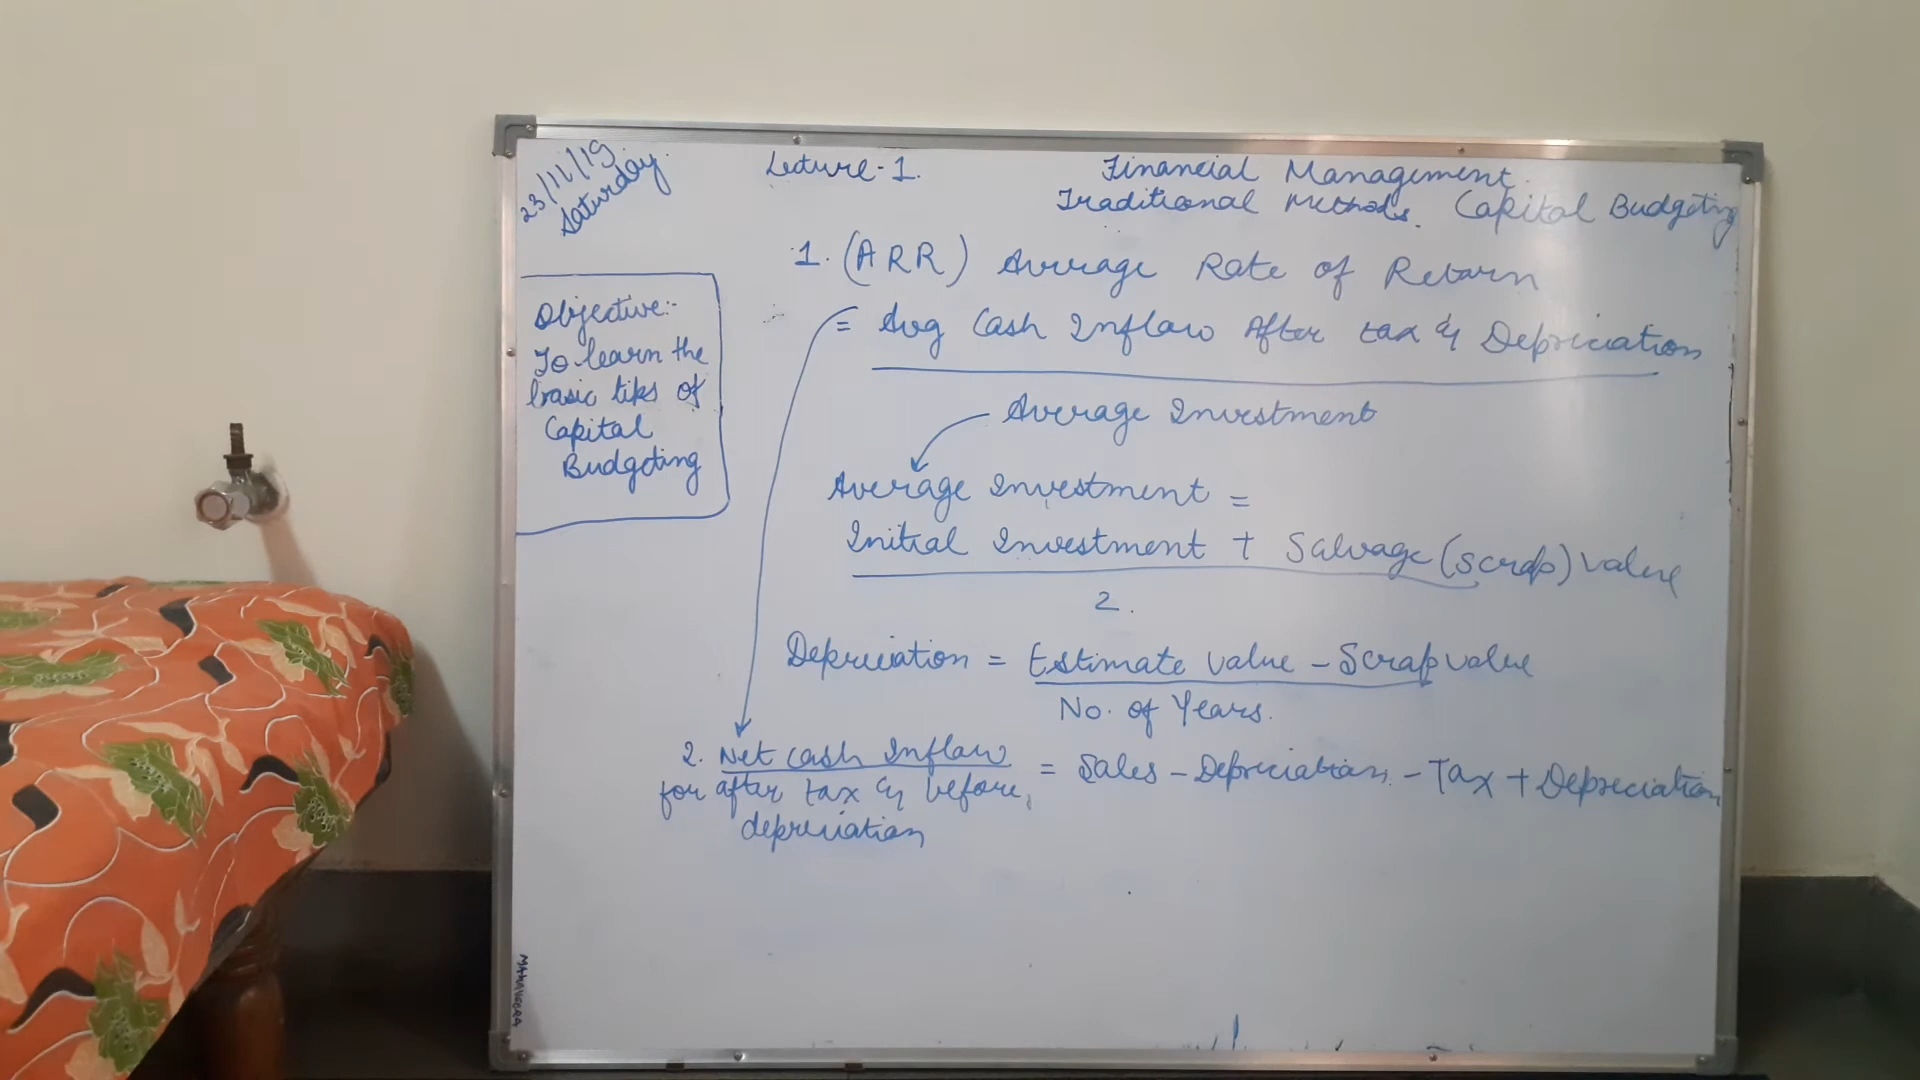 23/11/19
Saturday.
Lecture-1.
Financial Management.
Traditional Methods. Capital Budgeting
Objective:-
To learn the
basic tips of
Capital
Budgeting
1. (ARR) Average Rate of Return
= Avg Cash Inflow After tax & Depreciation
Average Investment
Average Investment =
Initial Investment + Salvage (scrap) value
2.
Depreciation = Estimate value - Scrap value
No. of Years.
2. Net cash Inflow
for after tax & before
depreciation
= Sales - Depreciation - Tax + Depreciation